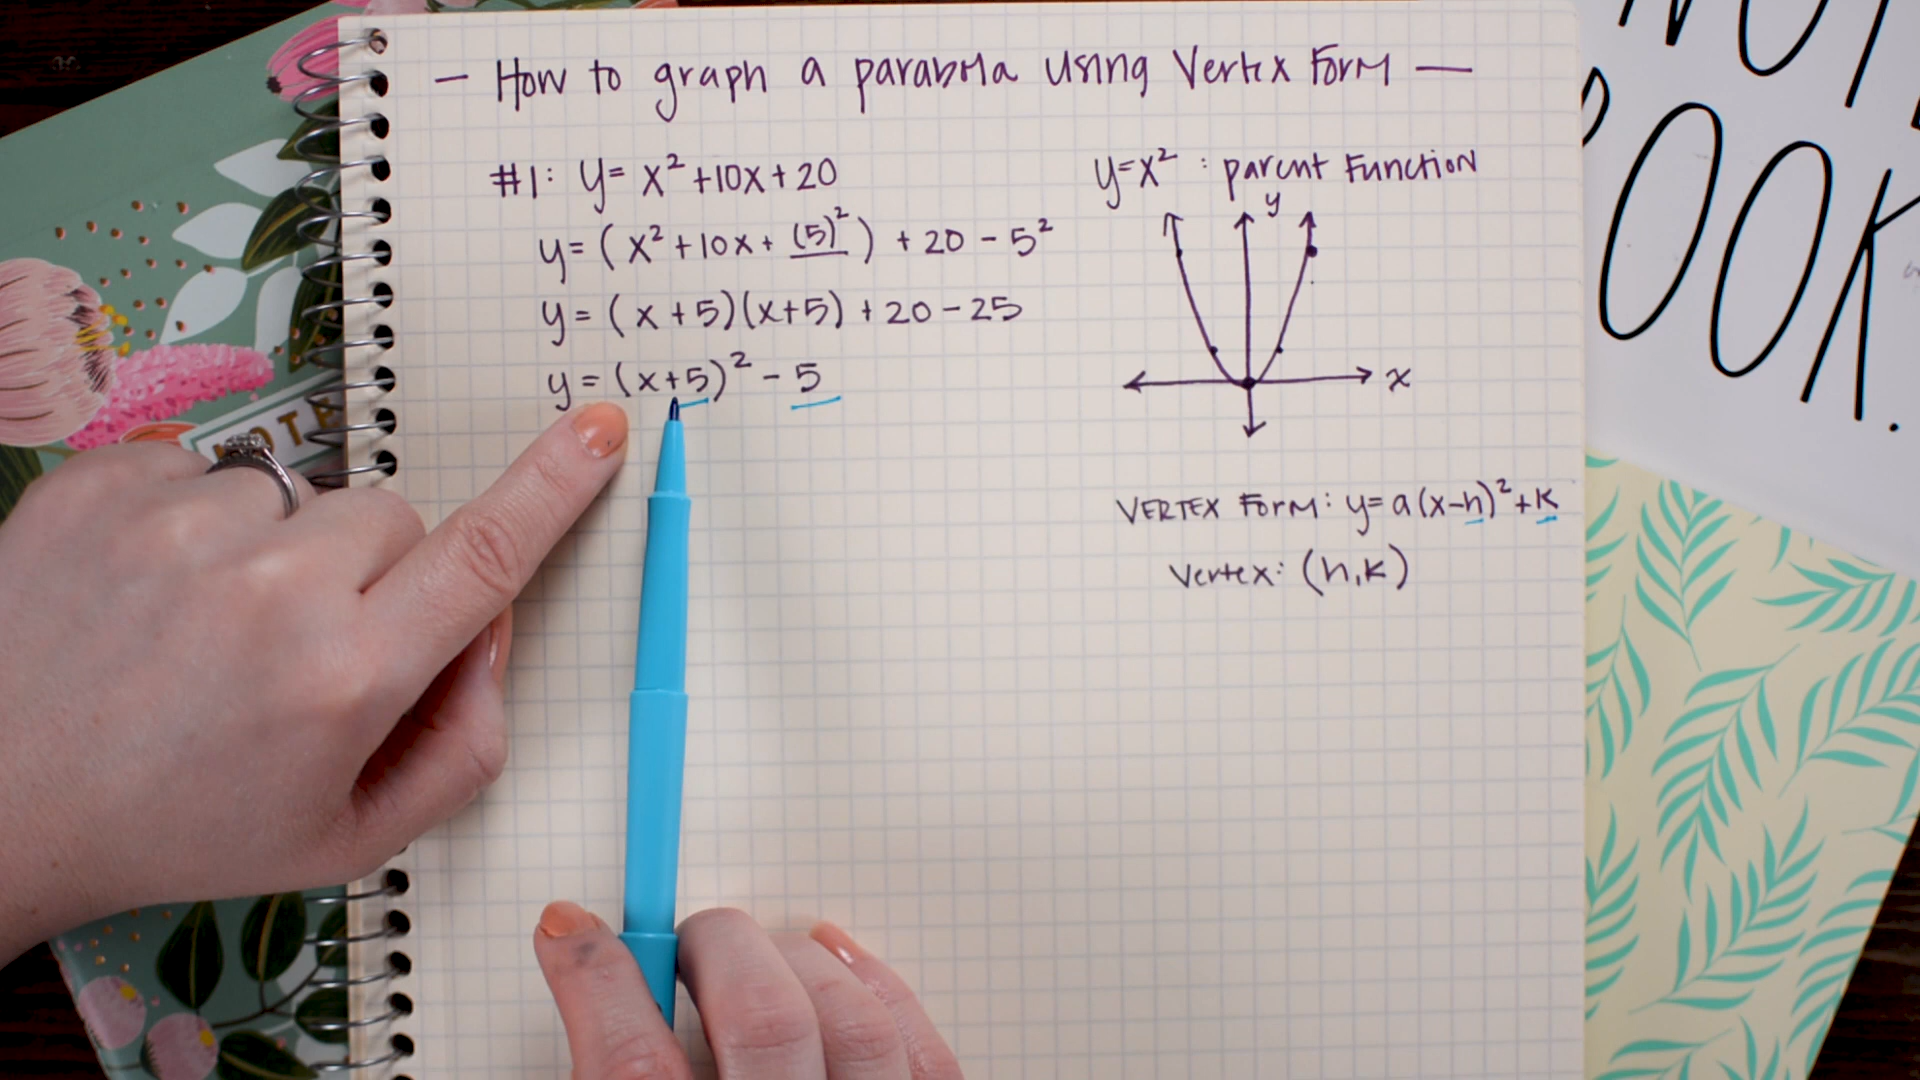 — How to graph a parabola using Vertex Form —
#1: y = x² + 10x + 20
y = ( x² + 10x + (5)² ) + 20 - 5²
y = ( x + 5)(x+5) + 20 - 25
y = (x+5)² - 5
y=x² : parent function
y
x
VERTEX FORM: y= a(x-h)²+k
Vertex: (h,k)
OOK.